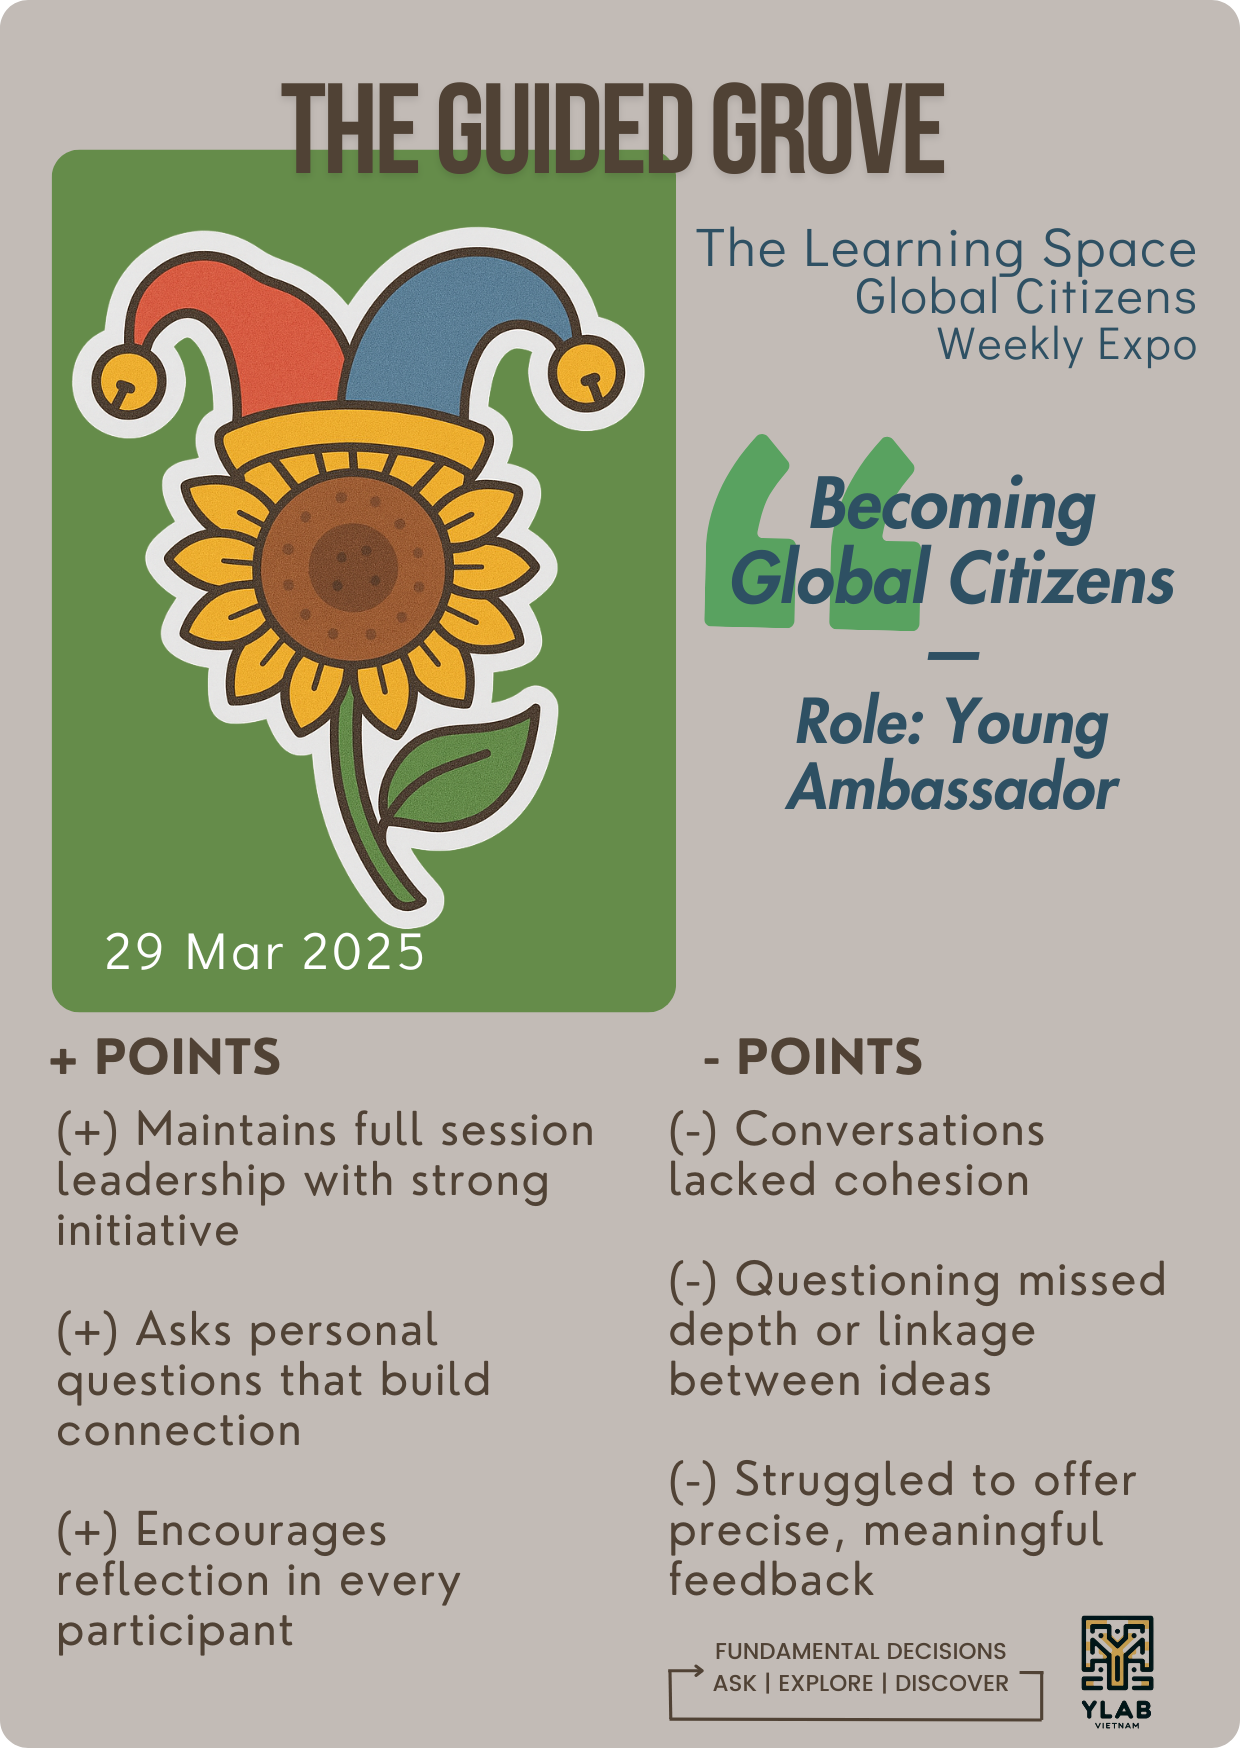 THE GUIDED GROVE
The Learning Space
Global Citizens
Weekly Expo
Becoming
Global Citizens
—
Role: Young
Ambassador
29 Mar 2025
+ POINTS
(+) Maintains full session
leadership with strong
initiative
(+) Asks personal
questions that build
connection
(+) Encourages
reflection in every
participant
- POINTS
(-) Conversations
lacked cohesion
(-) Questioning missed
depth or linkage
between ideas
(-) Struggled to offer
precise, meaningful
feedback
FUNDAMENTAL DECISIONS
ASK | EXPLORE | DISCOVER
YLAB
VIETNAM